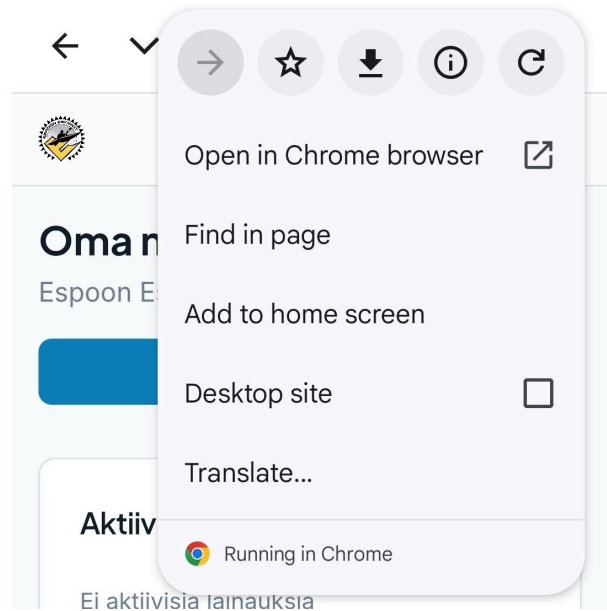 Open in Chrome browser
Find in page
Oma
Espoon
Add to home screen
Desktop site
Translate...
Aktiiv
Running in Chrome
Ei aktiivisia lainauksia